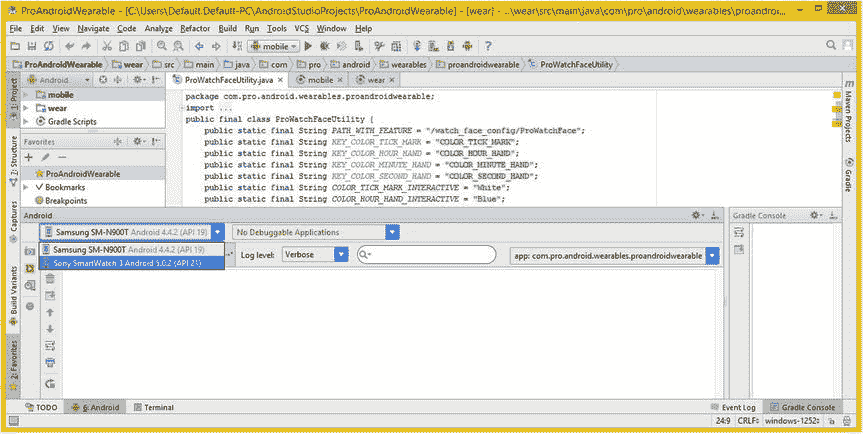 ProAndroidWearable - [C:\Users\Default.Default-PC\AndroidStudioProjects\ProAndroidWearable] - [wear] - ...\wear\src\main\java\com\pro\android\wearables\proandroidwearable\...
File Edit View Navigate Code Analyze Refactor Build Run Tools VCS Window Help
mobile
ProAndroidWearable wear src main java com pro android wearables proandroidwearable ProWatchFaceUtility
Android ProWatchFaceUtility.java mobile wear
1: Project
mobile
wear
Gradle Scripts
Favorites
ProAndroidWearable
Bookmarks
Breakpoints
package com.pro.android.wearables.proandroidwearable;
import ...
public final class ProWatchFaceUtility {
public static final String PATH_WITH_FEATURE = "/watch_face_config/ProWatchFace";
public static final String KEY_COLOR_TICK_MARK = "COLOR_TICK_MARK";
public static final String KEY_COLOR_HOUR_HAND = "COLOR_HOUR_HAND";
public static final String KEY_COLOR_MINUTE_HAND = "COLOR_MINUTE_HAND";
public static final String KEY_COLOR_SECOND_HAND = "COLOR_SECOND_HAND";
public static final String COLOR_TICK_MARK_INTERACTIVE = "White";
public static final String COLOR_HOUR_HAND_INTERACTIVE = "Blue";
Maven Projects
Gradle
7: Structure
Captures
Build Variants
2: Favorites
Android
Gradle Console
Samsung SM-N900T Android 4.4.2 (API 19)
No Debuggable Applications
Samsung SM-N900T Android 4.4.2 (API 19)
Sony SmartWatch 3 Android 5.0.2 (API 21)
Log level: Verbose
app: com.pro.android.wearables.proandroidwearable
TODO 6: Android Terminal
Event Log Gradle Console
24:9 CRLF windows-1252